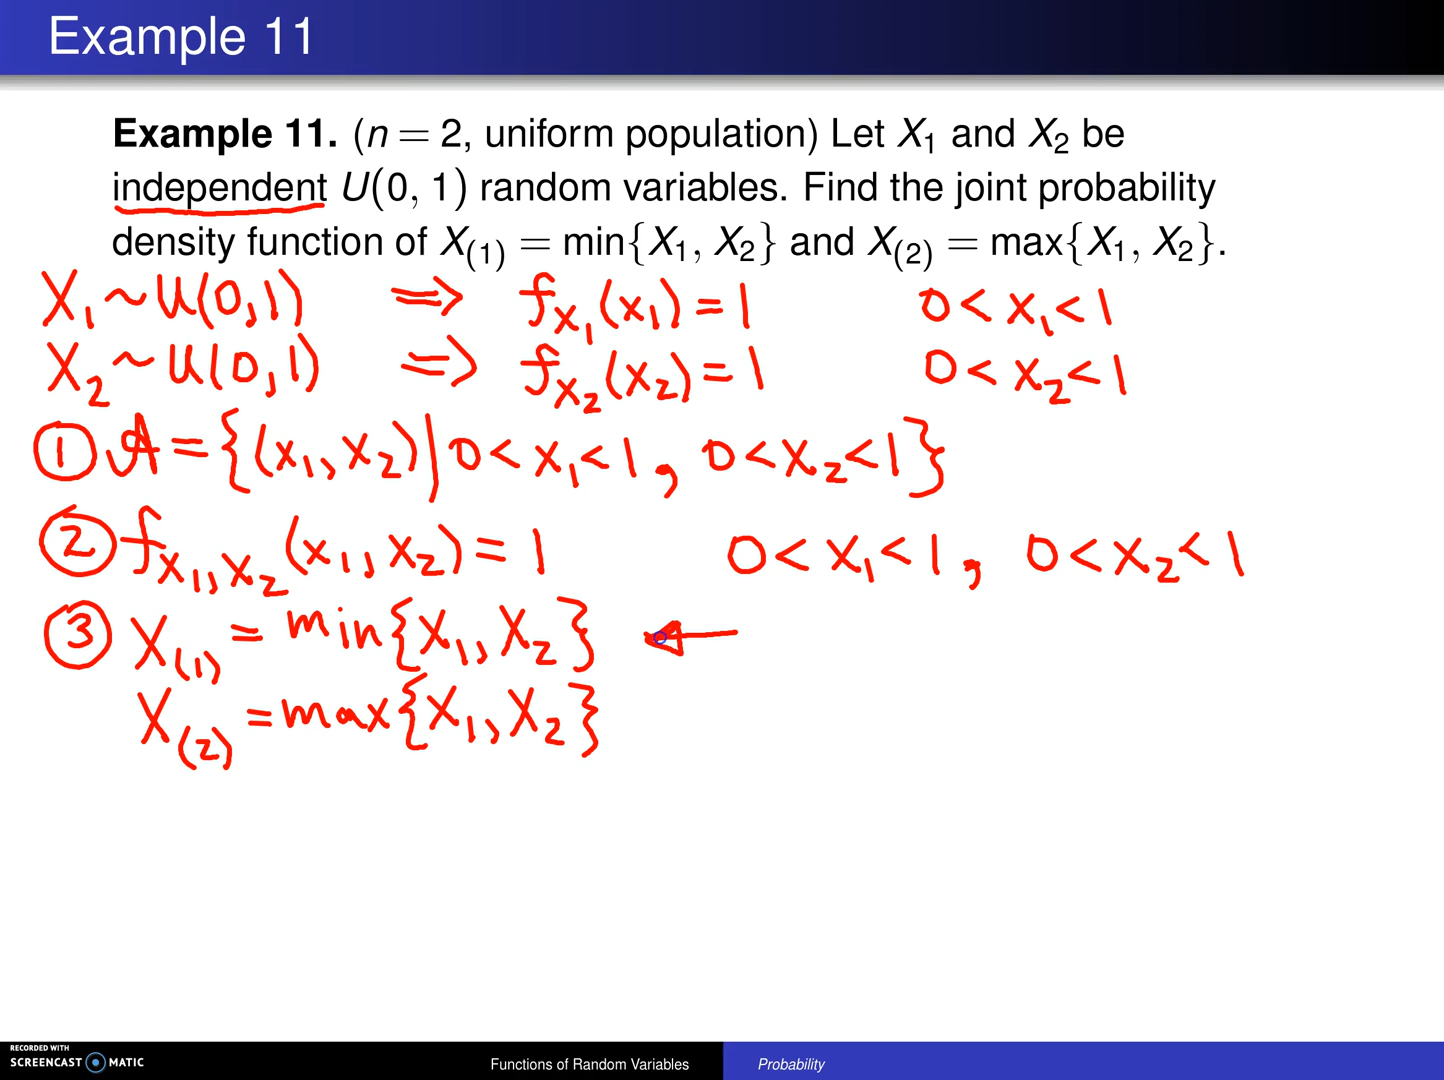 Example 11
Example 11. (n = 2, uniform population) Let X₁ and X₂ be
independent U(0, 1) random variables. Find the joint probability
density function of X₍₁₎ = min{X₁, X₂} and X₍₂₎ = max{X₁, X₂}.
X₁ ~ U(0,1) ⇒ f_X₁(x₁) = 1 0 < x₁ < 1
X₂ ~ U(0,1) ⇒ f_X₂(x₂) = 1 0 < x₂ < 1
① A = {(x₁, x₂) | 0 < x₁ < 1, 0 < x₂ < 1}
② f_X₁,X₂(x₁, x₂) = 1 0 < x₁ < 1, 0 < x₂ < 1
③ X₍₁₎ = min{X₁, X₂} ←
X₍₂₎ = max{X₁, X₂}
RECORDED WITH
SCREENCAST MATIC
Functions of Random Variables Probability